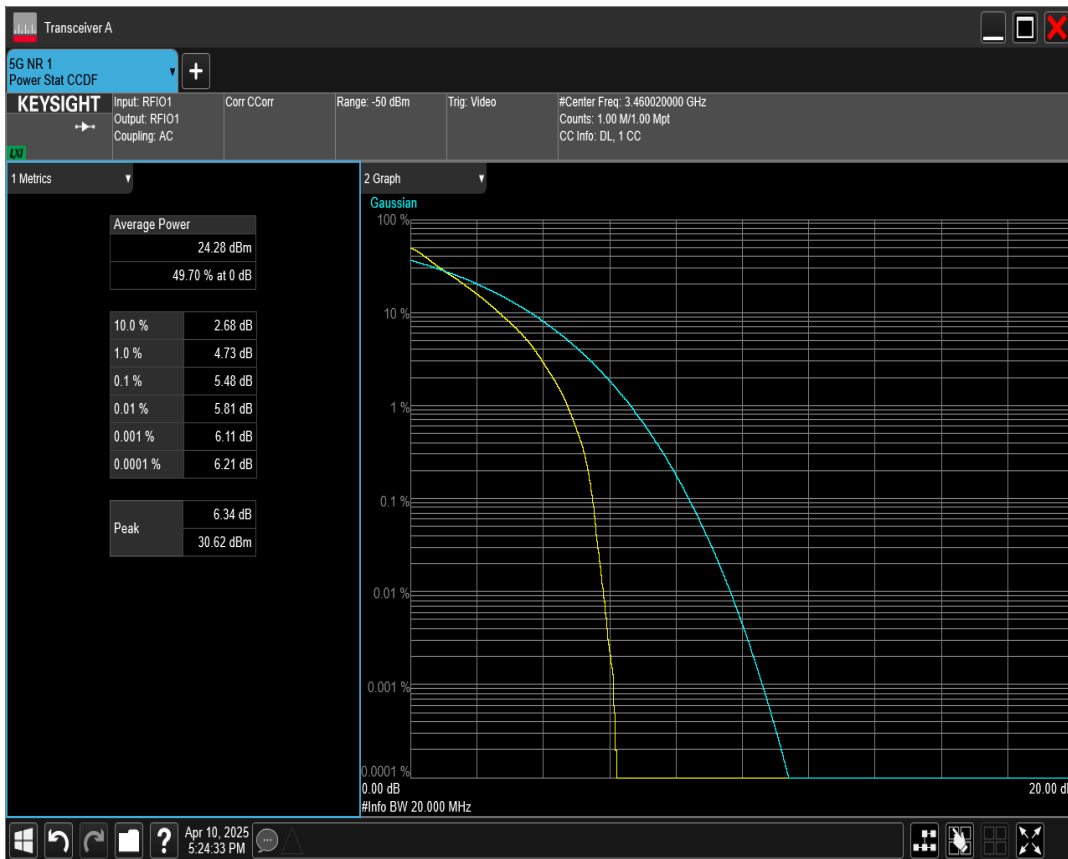 Transceiver A
5G NR 1
Power Stat CCDF
+
KEYSIGHT
LXI
Input: RFIO1
Output: RFIO1
Coupling: AC
Corr CCorr
Range: -50 dBm
Trig: Video
#Center Freq: 3.460020000 GHz
Counts: 1.00 M/1.00 Mpt
CC Info: DL, 1 CC
1 Metrics
Average Power
24.28 dBm
49.70 % at 0 dB
10.0 % 2.68 dB
1.0 % 4.73 dB
0.1 % 5.48 dB
0.01 % 5.81 dB
0.001 % 6.11 dB
0.0001 % 6.21 dB
Peak 6.34 dB
30.62 dBm
2 Graph
Gaussian
100 %
10 %
1 %
0.1 %
0.01 %
0.001 %
0.0001 %
0.00 dB 20.00 d
#Info BW 20.000 MHz
?
Apr 10, 2025
5:24:33 PM